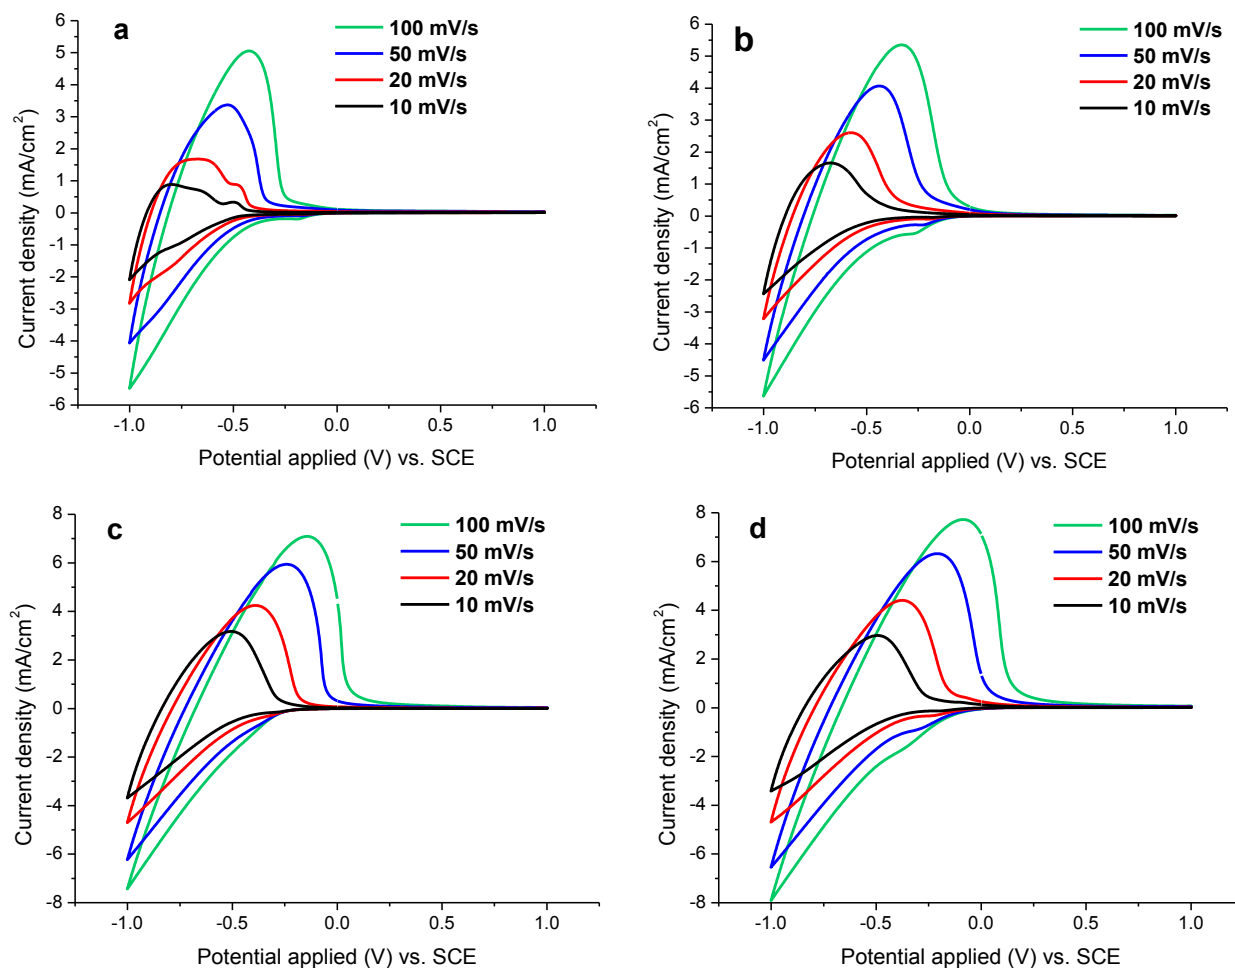 a
100 mV/s
50 mV/s
20 mV/s
10 mV/s
Current density (mA/cm²)
6
5
4
3
2
1
0
-1
-2
-3
-4
-5
-6
-1.0 -0.5 0.0 0.5 1.0
Potential applied (V) vs. SCE
b
100 mV/s
50 mV/s
20 mV/s
10 mV/s
Current density (mA/cm²)
6
5
4
3
2
1
0
-1
-2
-3
-4
-5
-6
-1.0 -0.5 0.0 0.5 1.0
Potenrial applied (V) vs. SCE
c
100 mV/s
50 mV/s
20 mV/s
10 mV/s
Current density (mA/cm²)
8
6
4
2
0
-2
-4
-6
-8
-1.0 -0.5 0.0 0.5 1.0
Potential applied (V) vs. SCE
d
100 mV/s
50 mV/s
20 mV/s
10 mV/s
Current density (mA/cm²)
8
6
4
2
0
-2
-4
-6
-8
-1.0 -0.5 0.0 0.5 1.0
Potential applied (V) vs. SCE